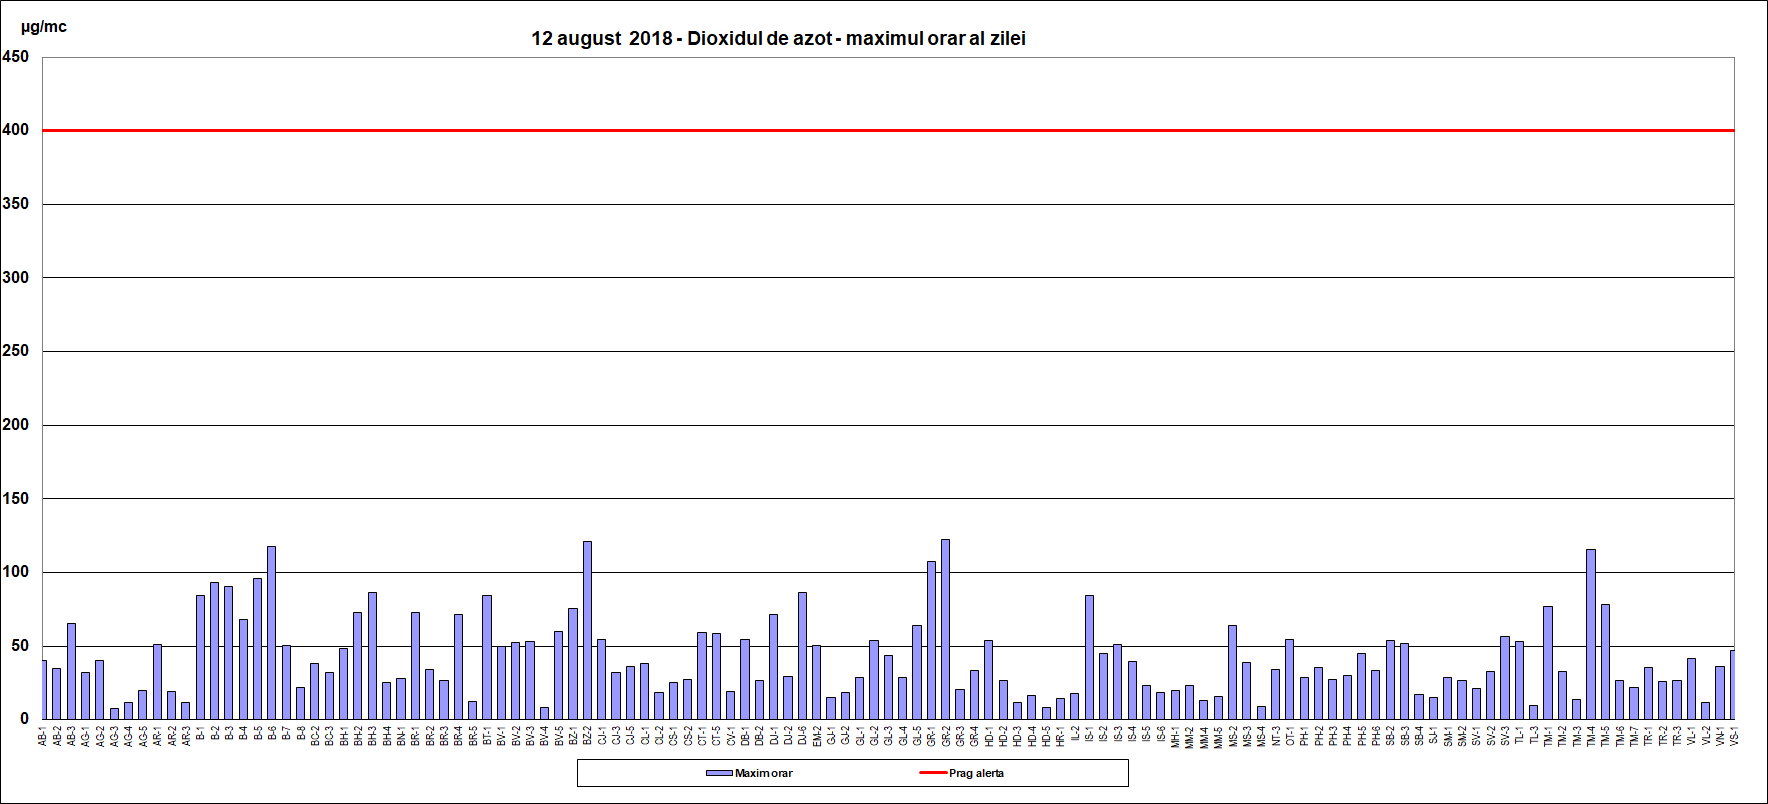 µg/mc
12 august 2018 - Dioxidul de azot - maximul orar al zilei
450
400
350
300
250
200
150
100
50
0
AB-1 AB-2 AB-3 AG-1 AG-2 AG-3 AG-4 AG-5 AR-1 AR-2 AR-3 B-1 B-2 B-3 B-4 B-5 B-6 B-7 B-8 BC-2 BC-3 BH-1 BH-2 BH-3 BH-4 BN-1 BR-1 BR-2 BR-3 BR-4 BR-5 BT-1 BV-1 BV-2 BV-3 BV-4 BV-5 BZ-1 BZ-2 CJ-1 CJ-3 CJ-5 CL-1 CL-2 CS-1 CS-2 CT-1 CT-5 CV-1 DB-1 DB-2 DJ-1 DJ-2 DJ-6 EM-2 GJ-1 GJ-2 GL-1 GL-2 GL-3 GL-4 GL-5 GR-1 GR-2 GR-3 GR-4 HD-1 HD-2 HD-3 HD-4 HD-5 HR-1 IL-2 IS-1 IS-2 IS-3 IS-4 IS-5 IS-6 MH-1 MM-2 MM-4 MM-5 MS-2 MS-3 MS-4 NT-3 OT-1 PH-1 PH-2 PH-3 PH-4 PH-5 PH-6 SB-2 SB-3 SB-4 SJ-1 SM-1 SM-2 SV-1 SV-2 SV-3 TL-1 TL-3 TM-1 TM-2 TM-3 TM-4 TM-5 TM-6 TM-7 TR-1 TR-2 TR-3 VL-1 VL-2 VN-1 VS-1
Maxim orar Prag alerta